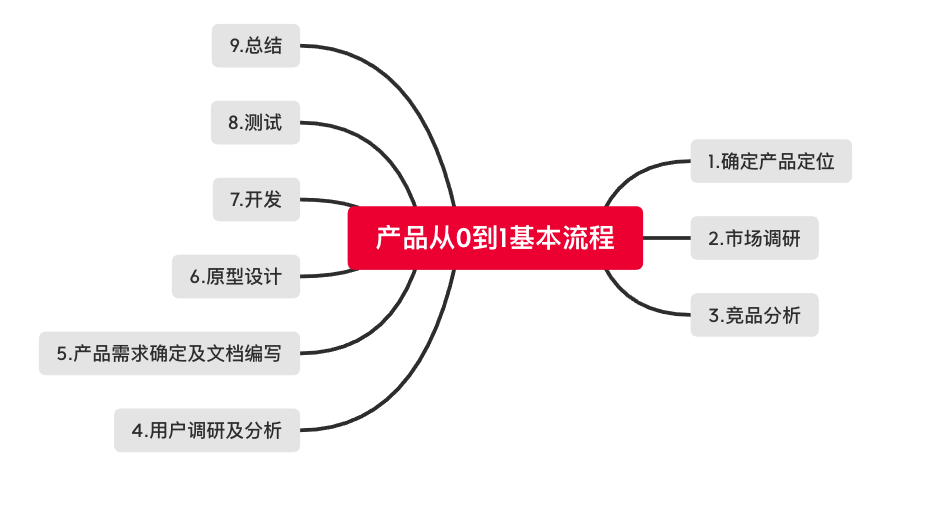 产品从0到1基本流程
1.确定产品定位
2.市场调研
3.竞品分析
4.用户调研及分析
5.产品需求确定及文档编写
6.原型设计
7.开发
8.测试
9.总结